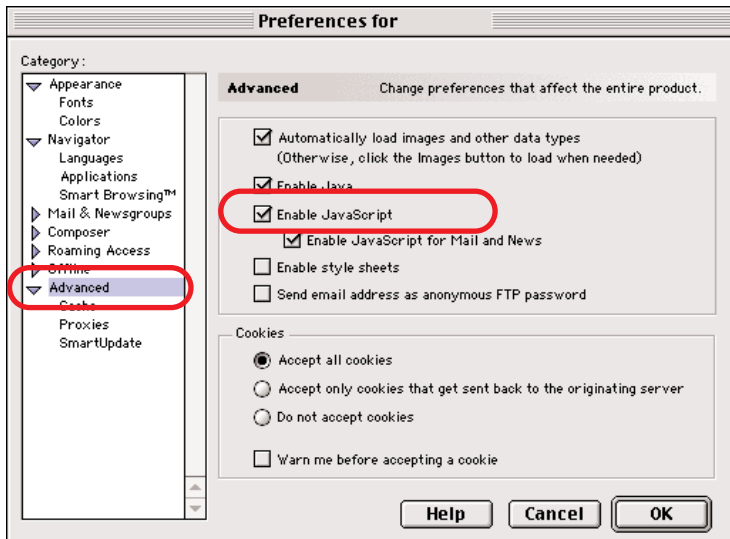 Preferences for
Category:
Appearance
Fonts
Colors
Navigator
Languages
Applications
Smart Browsing™
Mail & Newsgroups
Composer
Roaming Access
Offline
Advanced
Cache
Proxies
SmartUpdate
Advanced Change preferences that affect the entire product.
Automatically load images and other data types
(Otherwise, click the Images button to load when needed)
Enable Java
Enable JavaScript
Enable JavaScript for Mail and News
Enable style sheets
Send email address as anonymous FTP password
Cookies
Accept all cookies
Accept only cookies that get sent back to the originating server
Do not accept cookies
Warn me before accepting a cookie
Help Cancel OK